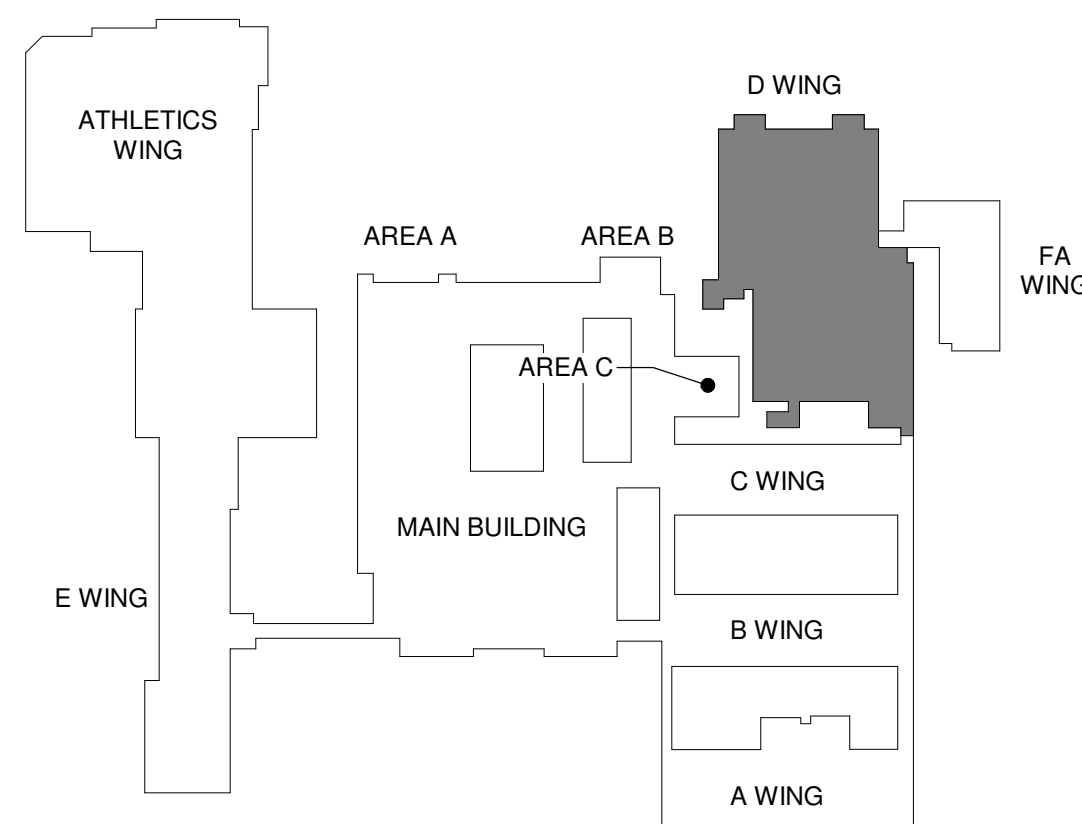 D WING
ATHLETICS
WING
AREA A
AREA B
FA
WING
AREA C
C WING
MAIN BUILDING
E WING
B WING
A WING